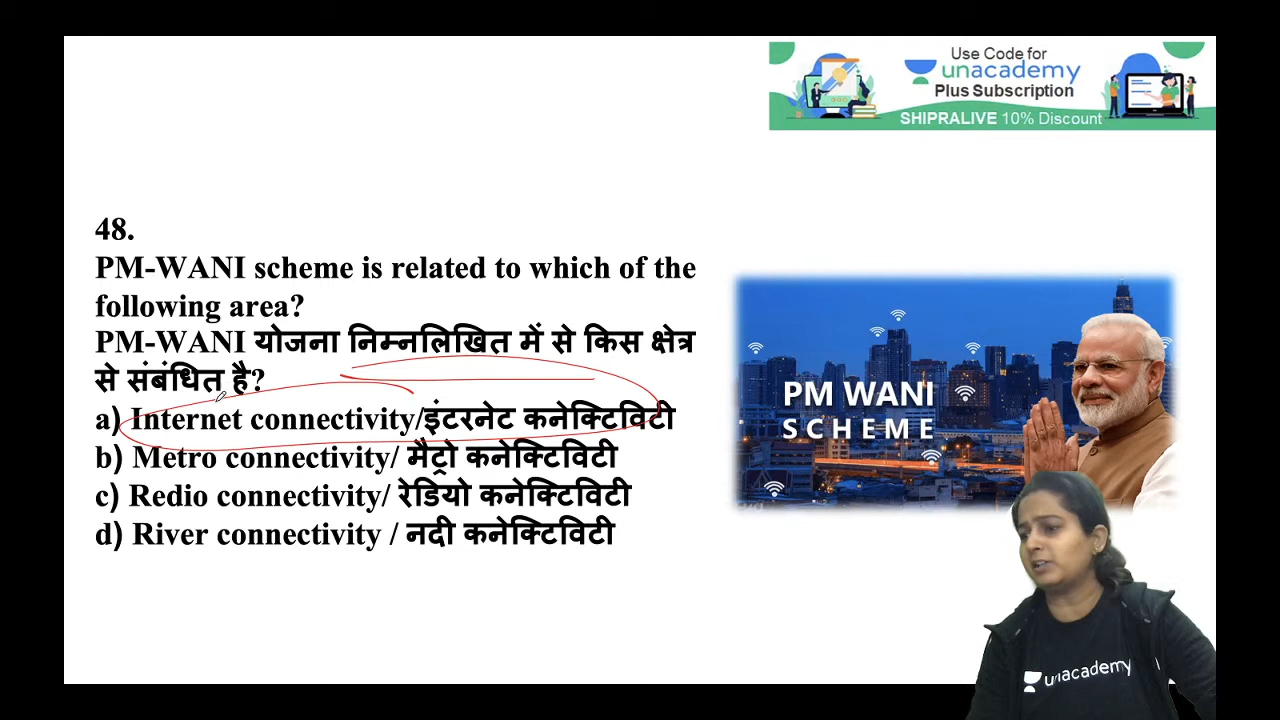 Use Code for
unacademy
Plus Subscription
SHIPRALIVE 10% Discount
48.
PM-WANI scheme is related to which of the
following area?
PM-WANI योजना निम्नलिखित में से किस क्षेत्र
से संबंधित है?
a) Internet connectivity/इंटरनेट कनेक्टिविटी
b) Metro connectivity/ मैट्रो कनेक्टिविटी
c) Redio connectivity/ रेडियो कनेक्टिविटी
d) River connectivity / नदी कनेक्टिविटी
PM WANI
SCHEME
unacademy